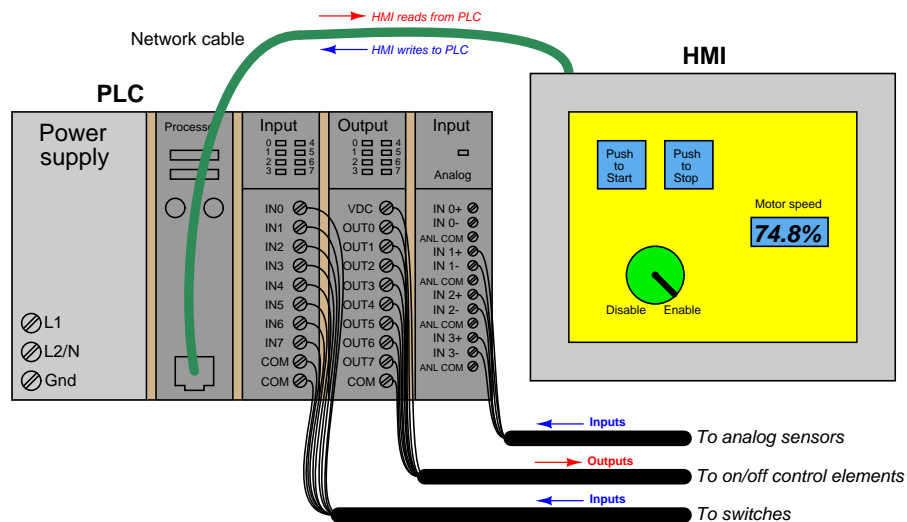 HMI reads from PLC
Network cable
HMI writes to PLC
HMI
PLC
Power
supply
L1
L2/N
Gnd
Processor
Input
0 4
1 5
2 6
3 7
IN0
IN1
IN2
IN3
IN4
IN5
IN6
IN7
COM
COM
Output
0 4
1 5
2 6
3 7
VDC
OUT0
OUT1
OUT2
OUT3
OUT4
OUT5
OUT6
OUT7
COM
Input
Analog
IN 0+
IN 0-
ANL COM
IN 1+
IN 1-
ANL COM
IN 2+
IN 2-
ANL COM
IN 3+
IN 3-
ANL COM
Push
to
Start
Push
to
Stop
Motor speed
74.8%
Disable Enable
Inputs
To analog sensors
Outputs
To on/off control elements
Inputs
To switches